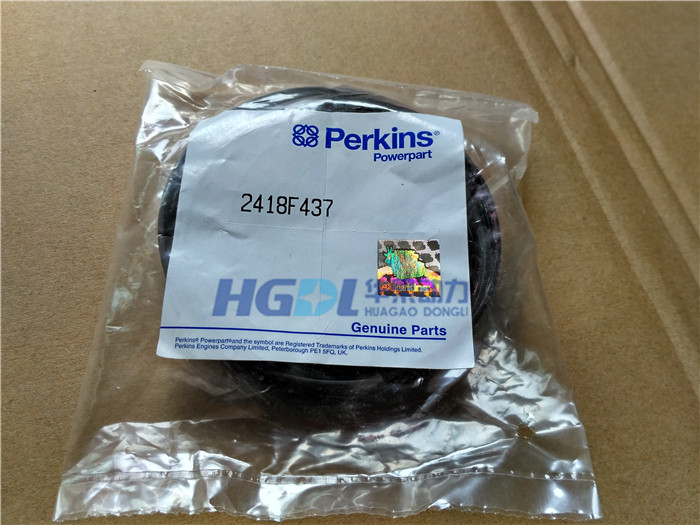 Perkins®
Powerpart
2418F437
HGDL 华高动力
HUAGAO DONGLI
Genuine Parts
Perkins® Powerpart and the symbol are Registered Trademarks of Perkins Holdings Limited.
Perkins Engines Company Limited, Peterborough PE1 5FQ, UK.